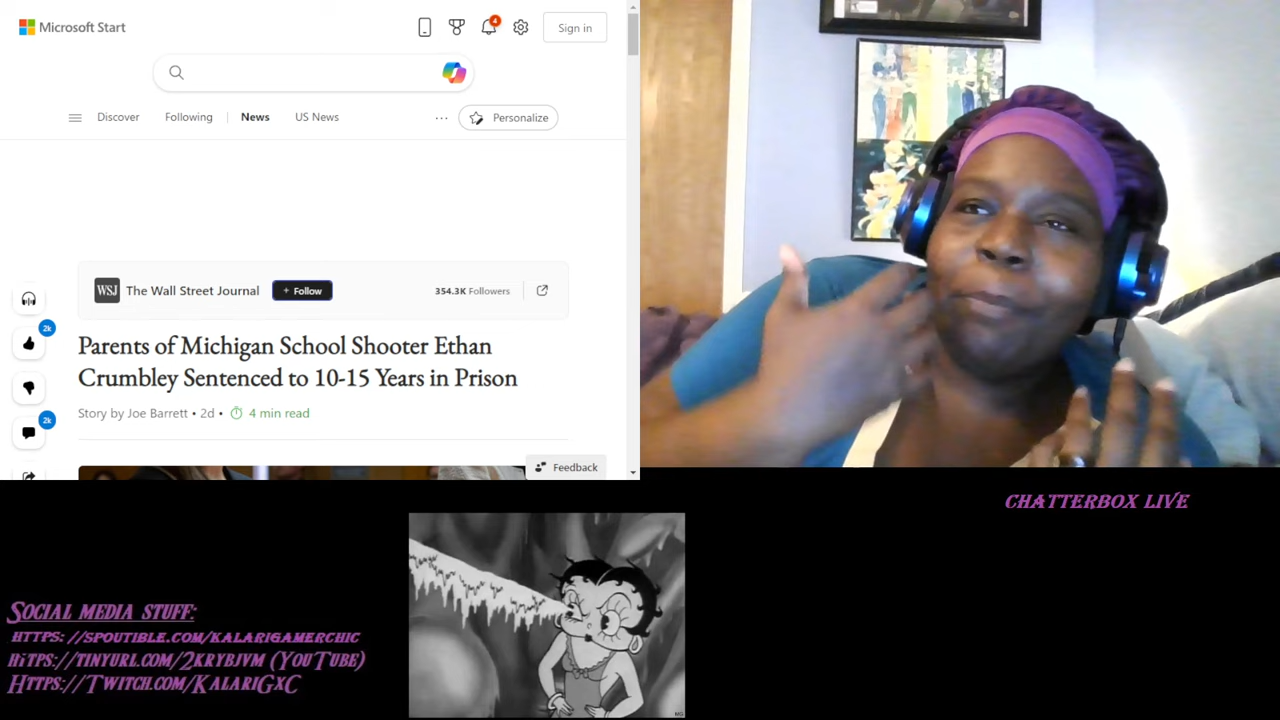 Microsoft Start
4
Sign in
Discover
Following
News
US News
Personalize
WSJ
The Wall Street Journal
+ Follow
354.3K Followers
2k
Parents of Michigan School Shooter Ethan
Crumbley Sentenced to 10-15 Years in Prison
Story by Joe Barrett • 2d • 4 min read
2k
Feedback
CHATTERBOX LIVE
SOCIAL MEDIA STUFF:
HTTPS://SPOUTIBLE.COM/KALARIGAMERCHIC
HTTPS://TINYURL.COM/2KRYBJVM (YOUTUBE)
HTTPS://TWITCH.COM/KALARIGXC